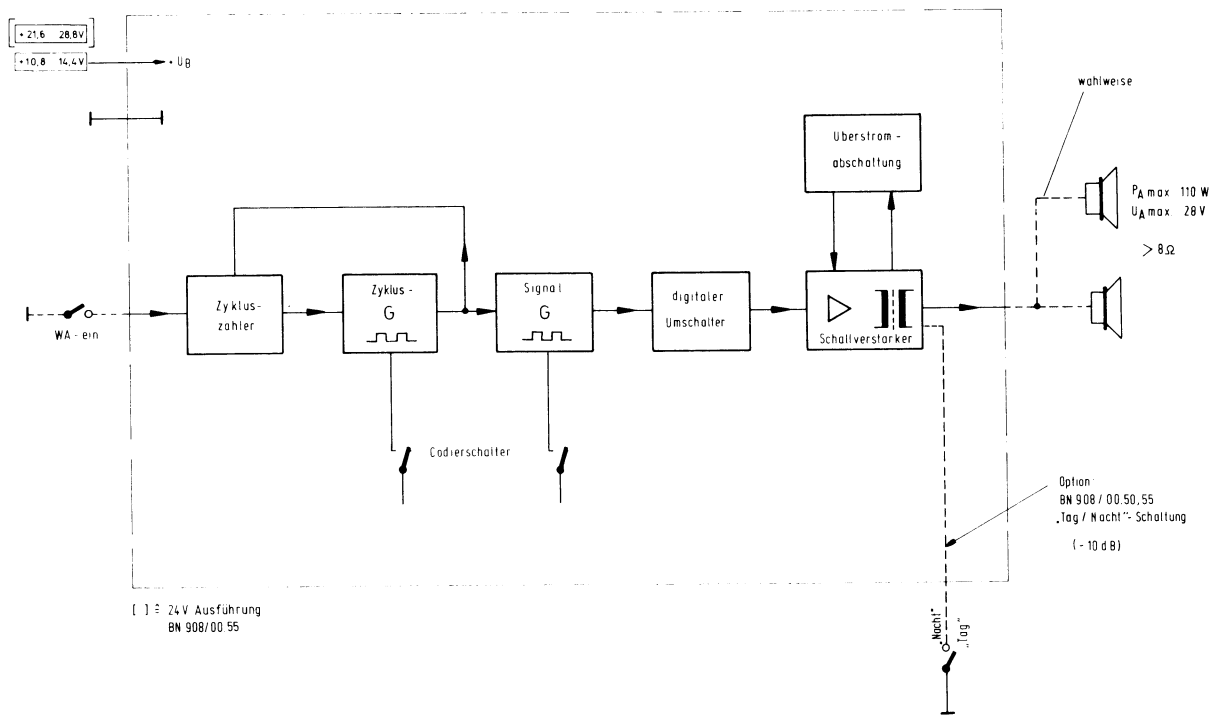 +21,6 28,8V
+10,8 14,4V
+ UB
wahlweise
Uberstrom-
abschaltung
PA max. 110 W
UA max. 28 V
> 8Ω
Zyklus-
zahler
Zyklus-
G
Signal
G
digitaler
Umschalter
Schallverstarker
WA - ein
Codierschalter
Option:
BN 908 / 00.50,55
„Tag / Nacht"- Schaltung
(- 10 dB)
[ ] ≙ 24V Ausführung
BN 908/00.55
„Nacht"
„Tag"